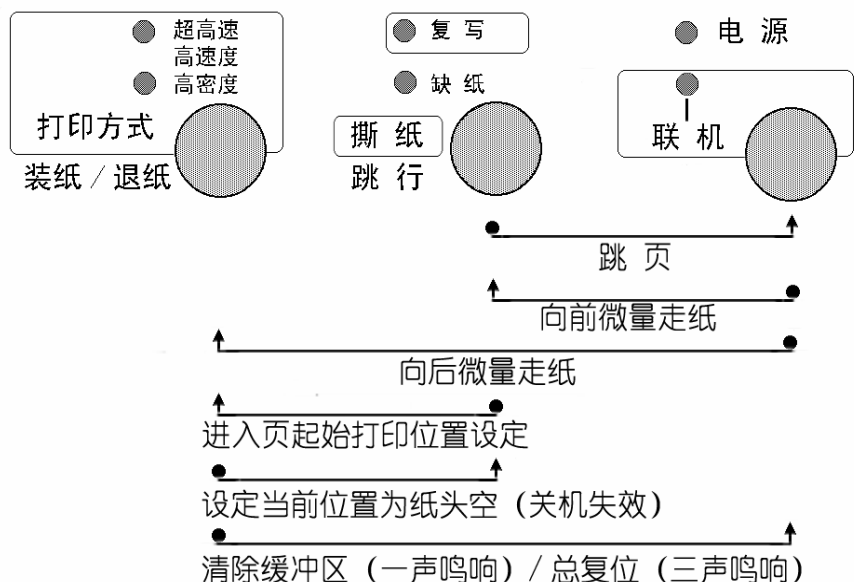 超高速
高速度
高密度
打印方式
装纸/退纸
复写
缺纸
撕纸
跳行
电源
联机
跳页
向前微量走纸
向后微量走纸
进入页起始打印位置设定
设定当前位置为纸头空(关机失效)
清除缓冲区(一声鸣响)/总复位(三声鸣响)